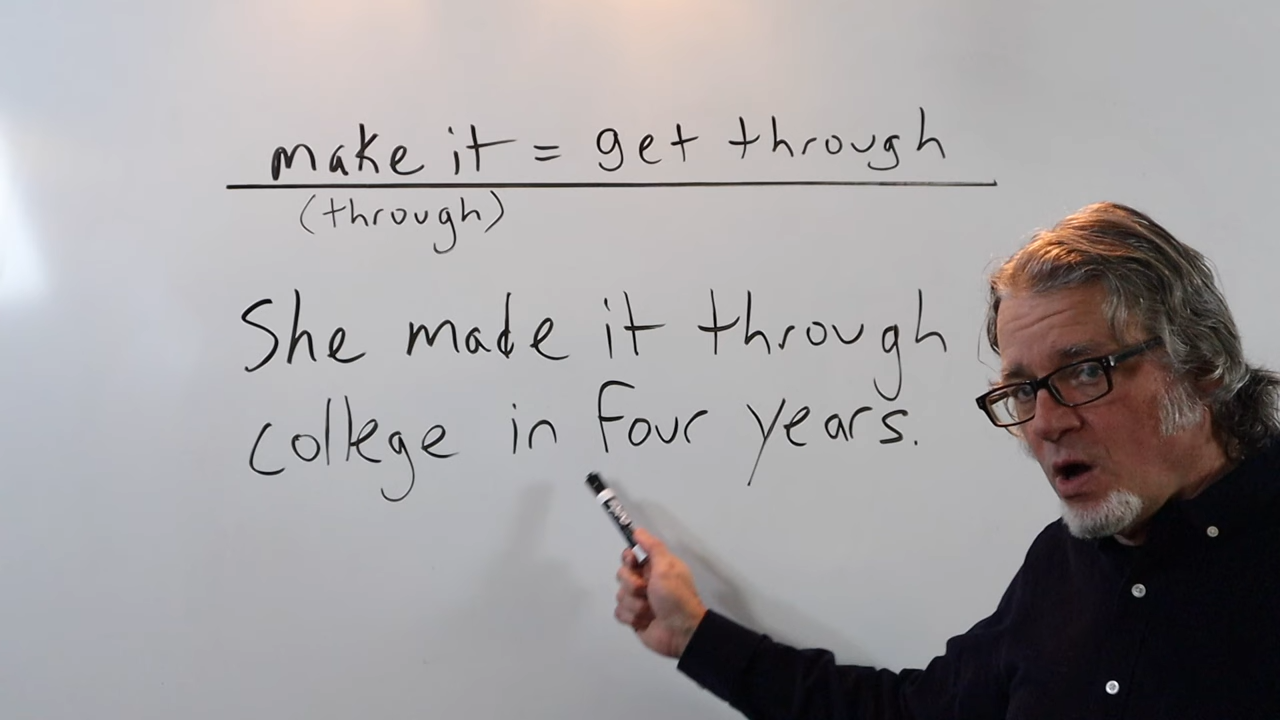 make it = get through
(through)
She made it through
college in four years.